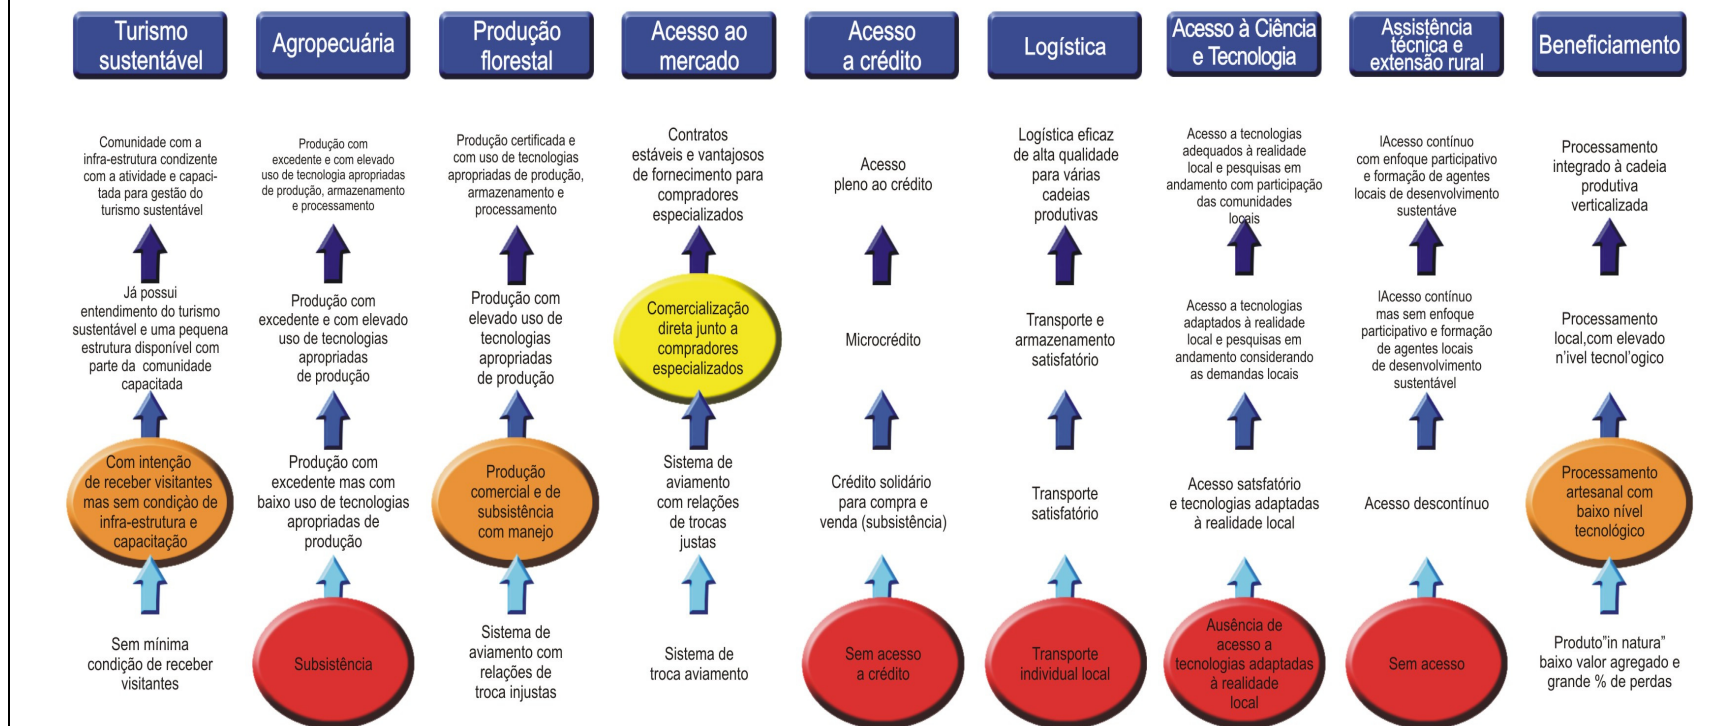 Turismo
sustentável
Agropecuária
Produção
florestal
Acesso ao
mercado
Acesso
a crédito
Logística
Acesso à Ciência
e Tecnologia
Assistência
técnica e
extensão rural
Beneficiamento
Comunidade com a
infra-estrutura condizente
com a atividade e capaci-
tada para gestão do
turismo sustentável
Produção com
excedente e com elevado
uso de tecnologia apropriadas
de produção, armazenamento
e processamento
Produção certificada e
com uso de tecnologias
apropriadas de produção,
armazenamento e
processamento
Contratos
estáveis e vantajosos
de fornecimento para
compradores
especializados
Acesso
pleno ao crédito
Logística eficaz
de alta qualidade
para várias
cadeias
produtivas
Acesso a tecnologias
adequados à realidade
local e pesquisas em
andamento com participação
das comunidades
locais
lAcesso contínuo
com enfoque participativo
e formação de agentes
locais de desenvolvimento
sustentáve
Processamento
integrado à cadeia
produtiva
verticalizada
Já possui
entendimento do turismo
sustentável e uma pequena
estrutura disponível com
parte da comunidade
capacitada
Produção com
excedente e com elevado
uso de tecnologias
apropriadas
de produção
Produção com
elevado uso de
tecnologias
apropriadas
de produção
Comercialização
direta junto a
compradores
especializados
Microcrédito
Transporte e
armazenamento
satisfatório
Acesso a tecnologias
adaptados à realidade
local e pesquisas em
andamento considerando
as demandas locais
lAcesso contínuo
mas sem enfoque
participativo e formação
de agentes locais
de desenvolvimento
sustentável
Processamento
local,com elevado
n'ivel tecnol'ogico
Com intenção
de receber visitantes
mas sem condiçào de
infra-estrutura e
capacitação
Produção com
excedente mas com
baixo uso de tecnologias
apropriadas de
produção
Produção
comercial e de
subsistência
com manejo
Sistema de
aviamento
com relações
de trocas
justas
Crédito solidário
para compra e
venda (subsistência)
Transporte
satisfatório
Acesso satsfatório
e tecnologias adaptadas
à realidade local
Acesso descontínuo
Processamento
artesanal com
baixo nível
tecnológico
Sem mínima
condição de receber
visitantes
Subsistência
Sistema de
aviamento com
relações de
troca injustas
Sistema de
troca aviamento
Sem acesso
a crédito
Transporte
individual local
Ausência de
acesso a
tecnologias adaptadas
à realidade
local
Sem acesso
Produto"in natura"
baixo valor agregado e
grande % de perdas